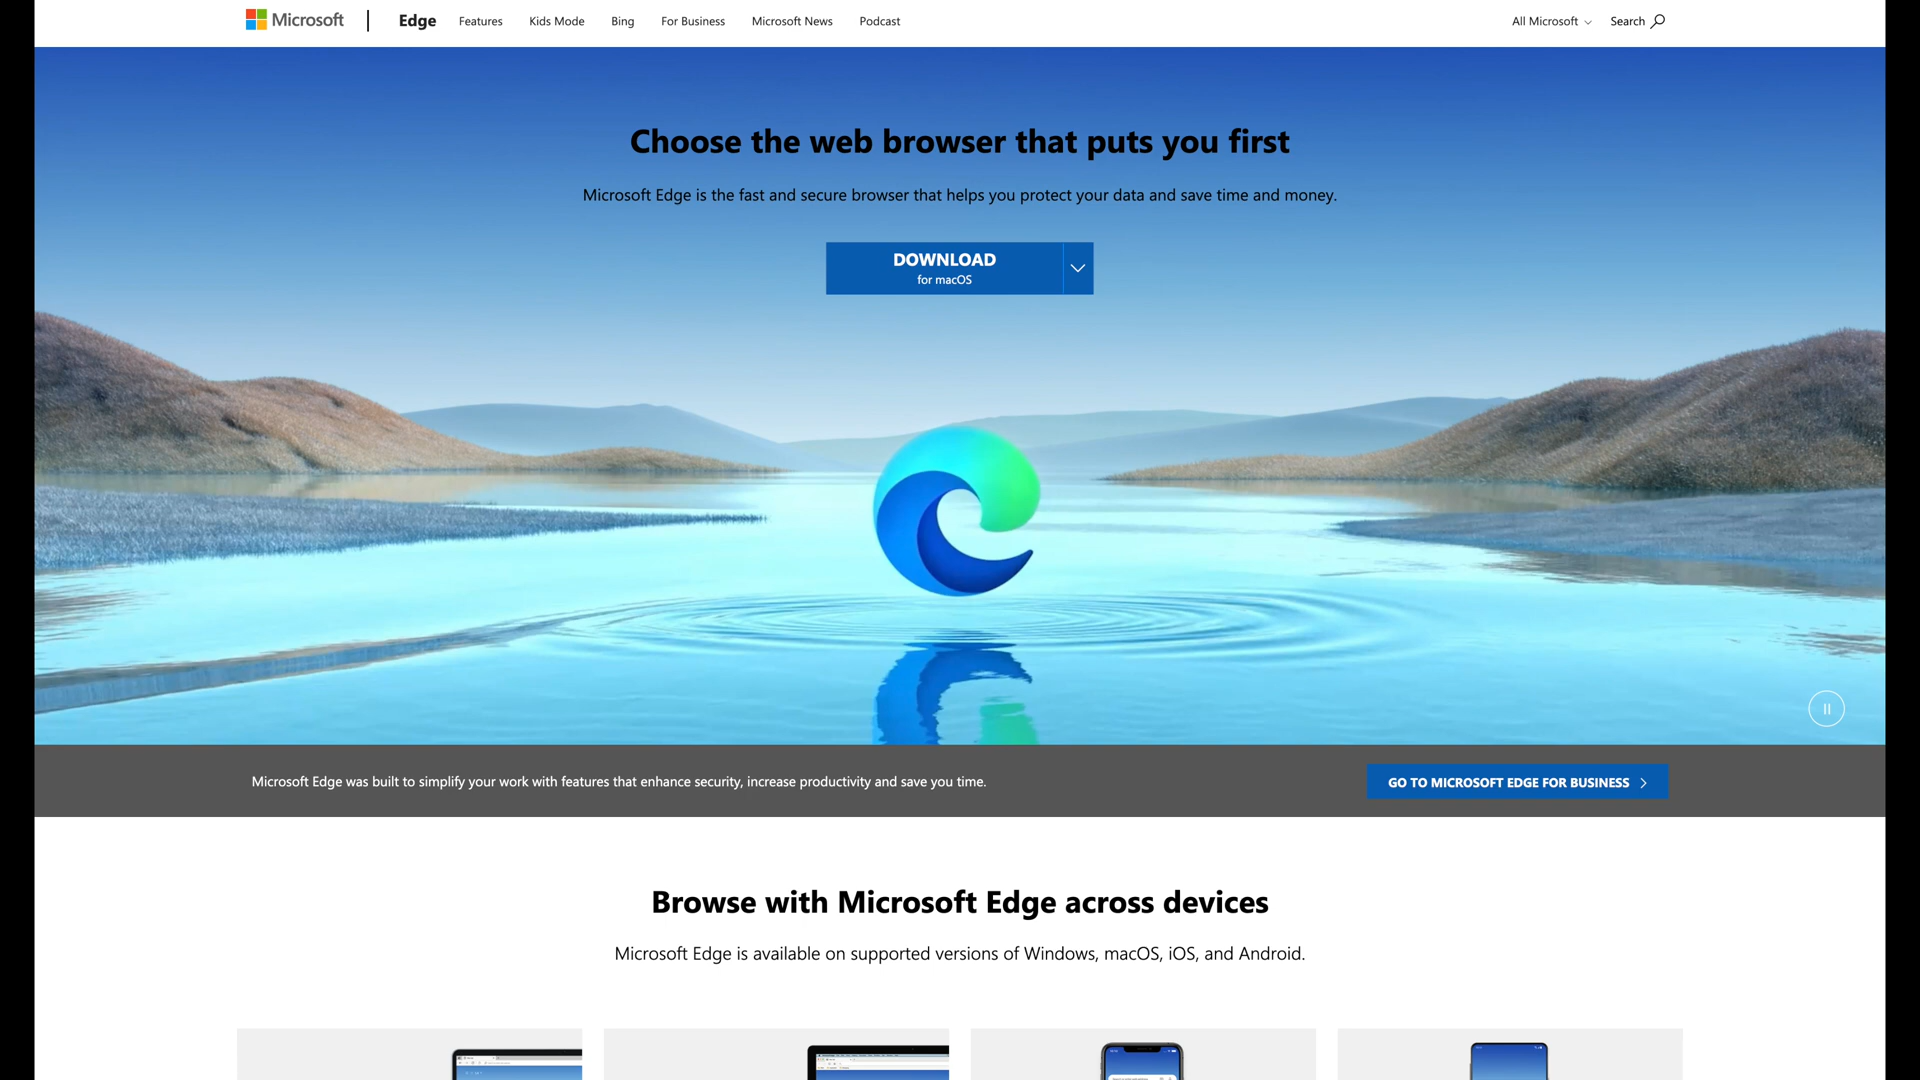 Microsoft
Edge Features Kids Mode Bing For Business Microsoft News Podcast
All Microsoft Search
Choose the web browser that puts you first
Microsoft Edge is the fast and secure browser that helps you protect your data and save time and money.
DOWNLOAD
for macOS
Microsoft Edge was built to simplify your work with features that enhance security, increase productivity and save you time.
GO TO MICROSOFT EDGE FOR BUSINESS
Browse with Microsoft Edge across devices
Microsoft Edge is available on supported versions of Windows, macOS, iOS, and Android.